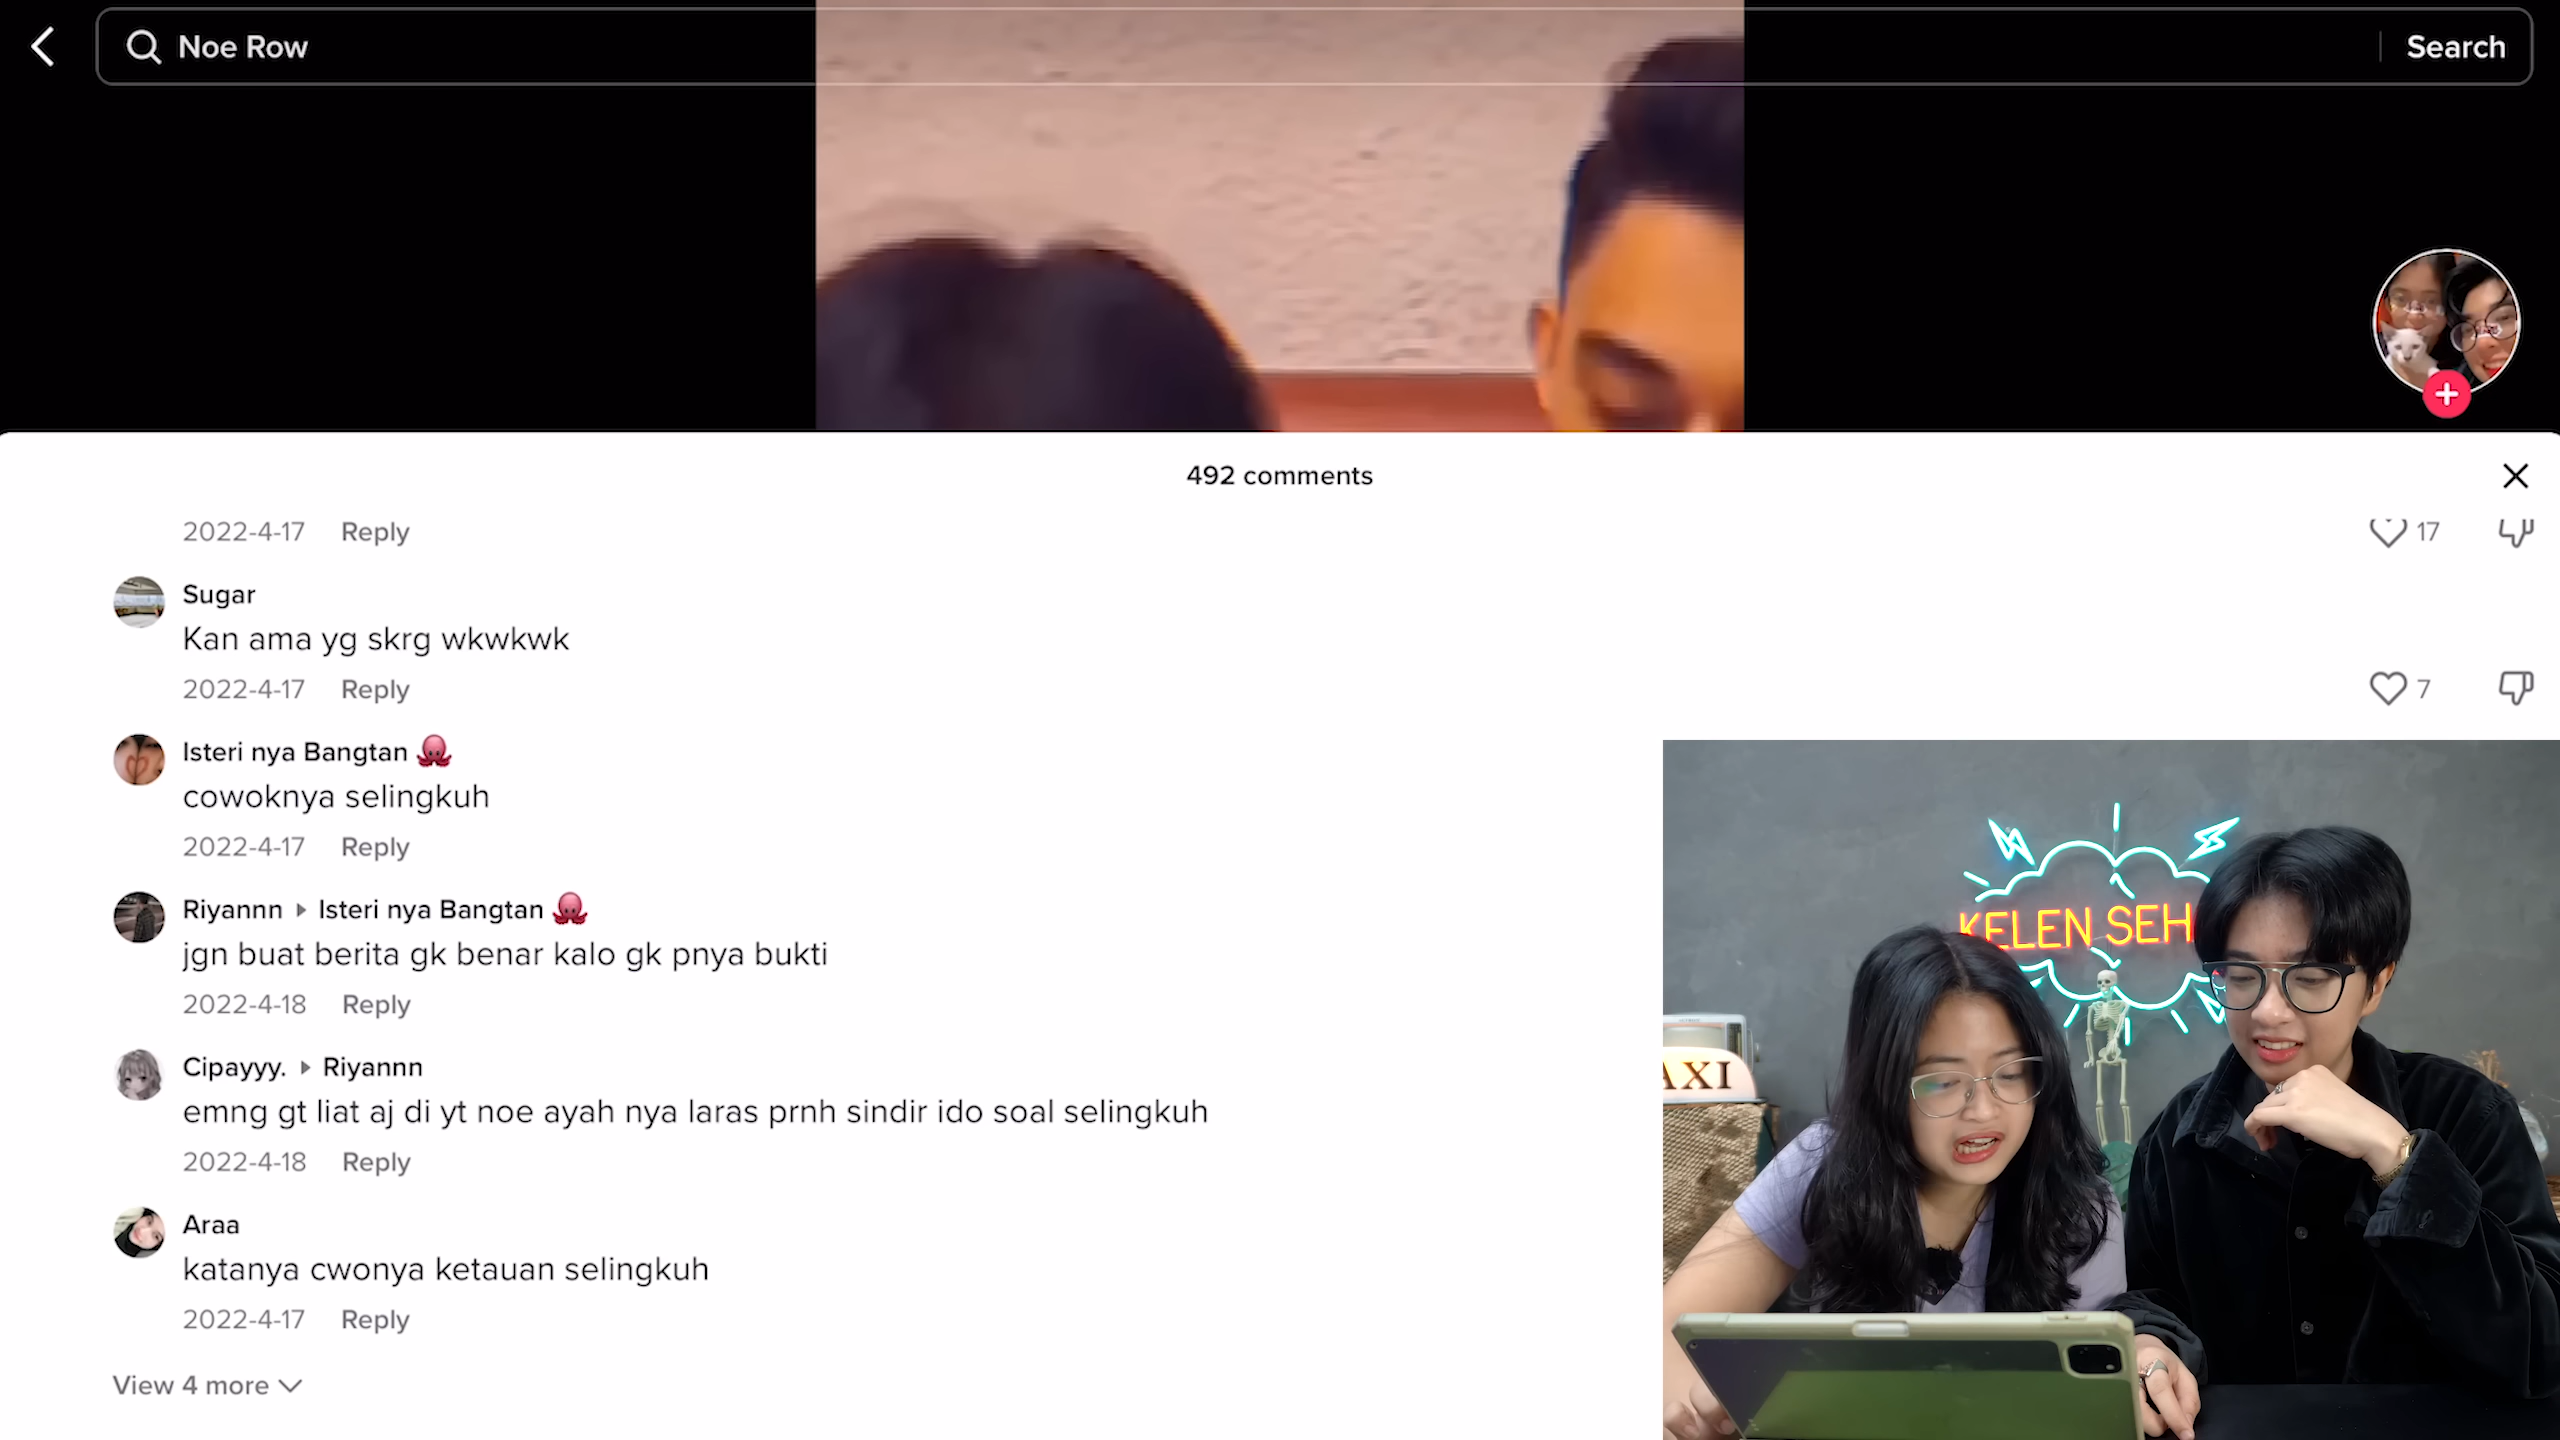 Noe Row
Search
492 comments
2022-4-17 Reply
17
Sugar
Kan ama yg skrg wkwkwk
2022-4-17 Reply
7
Isteri nya Bangtan 🐙
cowoknya selingkuh
2022-4-17 Reply
Riyannn ▸ Isteri nya Bangtan 🐙
jgn buat berita gk benar kalo gk pnya bukti
2022-4-18 Reply
Cipayyy. ▸ Riyannn
emng gt liat aj di yt noe ayah nya laras prnh sindir ido soal selingkuh
2022-4-18 Reply
Araa
katanya cwonya ketauan selingkuh
2022-4-17 Reply
View 4 more
KELEN SEH
AXI